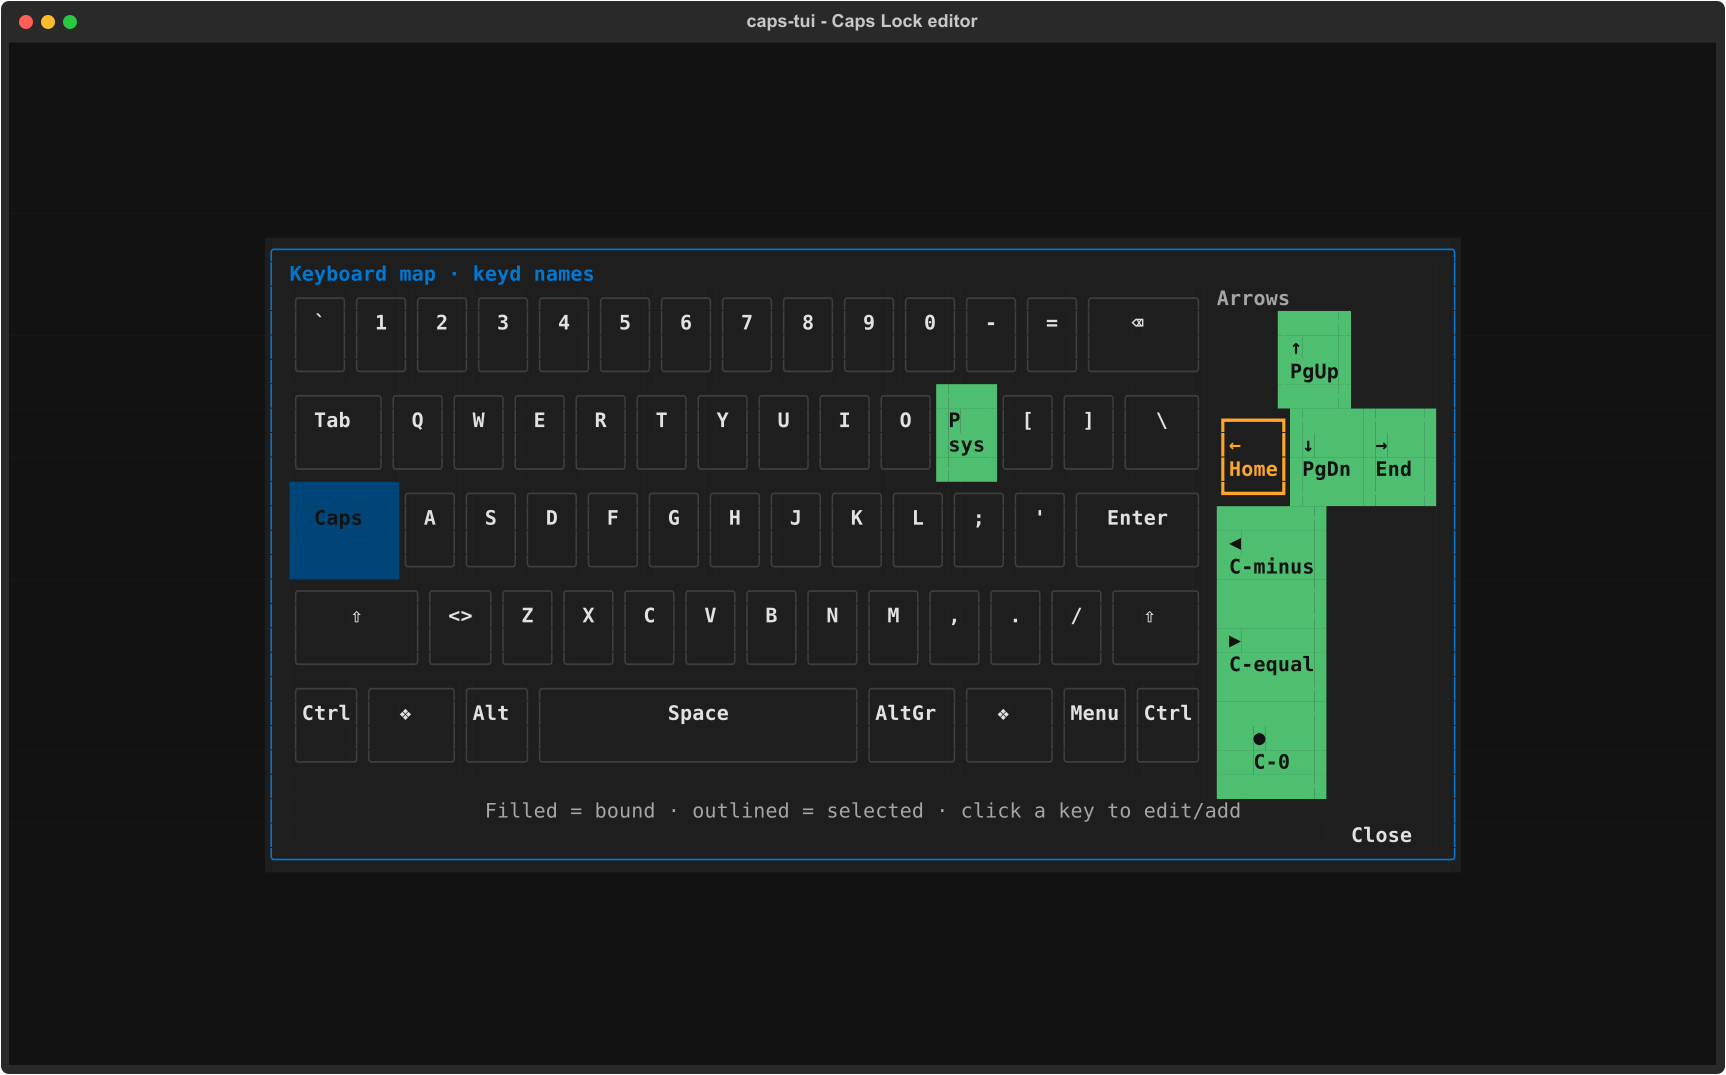 caps-tui - Caps Lock editor
Keyboard map · keyd names
` 1 2 3 4 5 6 7 8 9 0 - = ⌫
Tab Q W E R T Y U I O P [ ] \
sys
Caps A S D F G H J K L ; ' Enter
⇧ <> Z X C V B N M , . / ⇧
Ctrl ❖ Alt Space AltGr ❖ Menu Ctrl
Arrows
↑
PgUp
← ↓ →
Home PgDn End
◀
C-minus
▶
C-equal
●
C-0
Filled = bound · outlined = selected · click a key to edit/add
Close